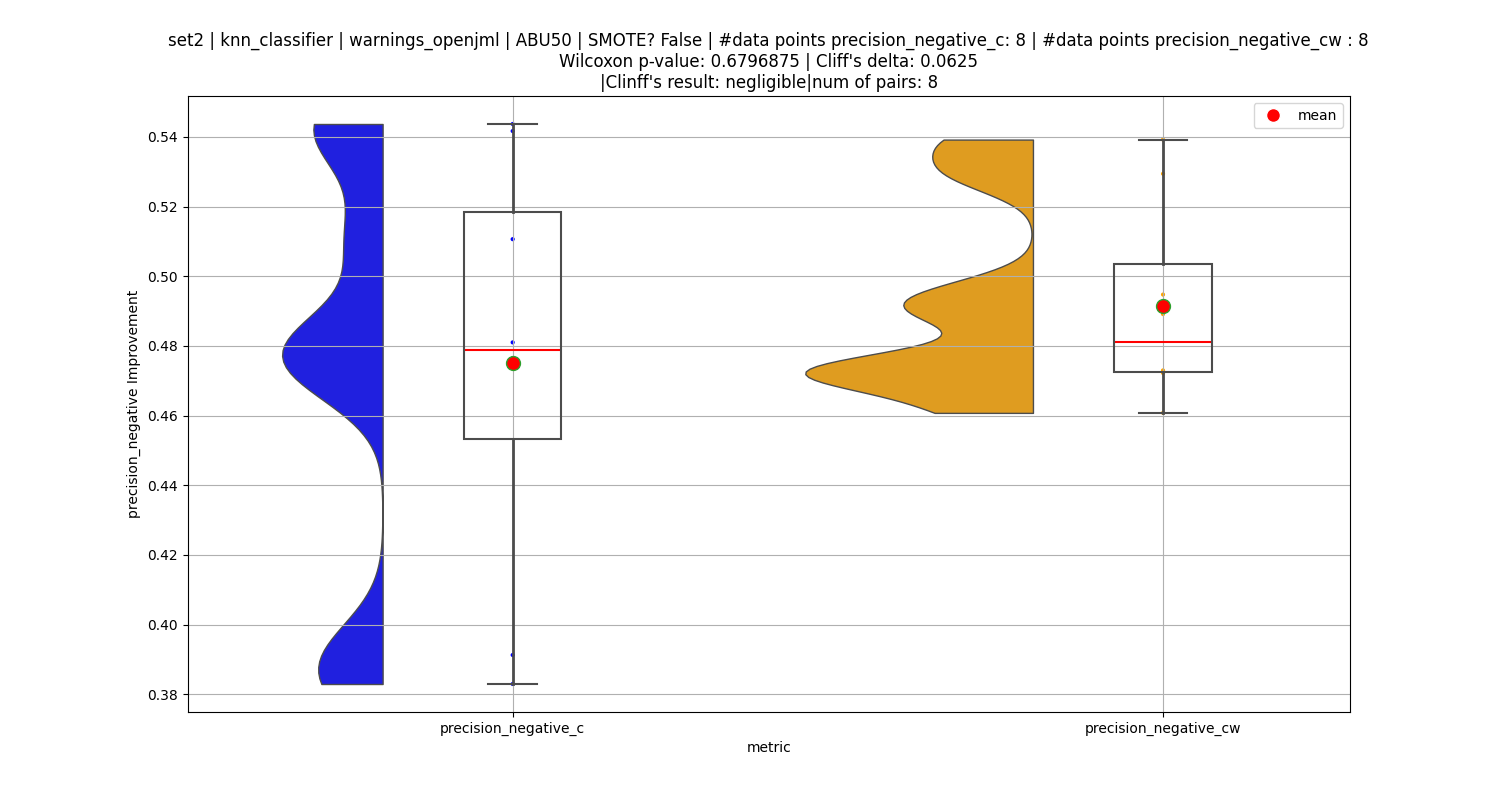 set2 | knn_classifier | warnings_openjml | ABU50 | SMOTE? False | #data points precision_negative_c: 8 | #data points precision_negative_cw : 8
Wilcoxon p-value: 0.6796875 | Cliff's delta: 0.0625
|Clinff's result: negligible|num of pairs: 8
mean
0.54
0.52
0.50
0.48
0.46
0.44
0.42
0.40
0.38
precision_negative Improvement
precision_negative_c
precision_negative_cw
metric